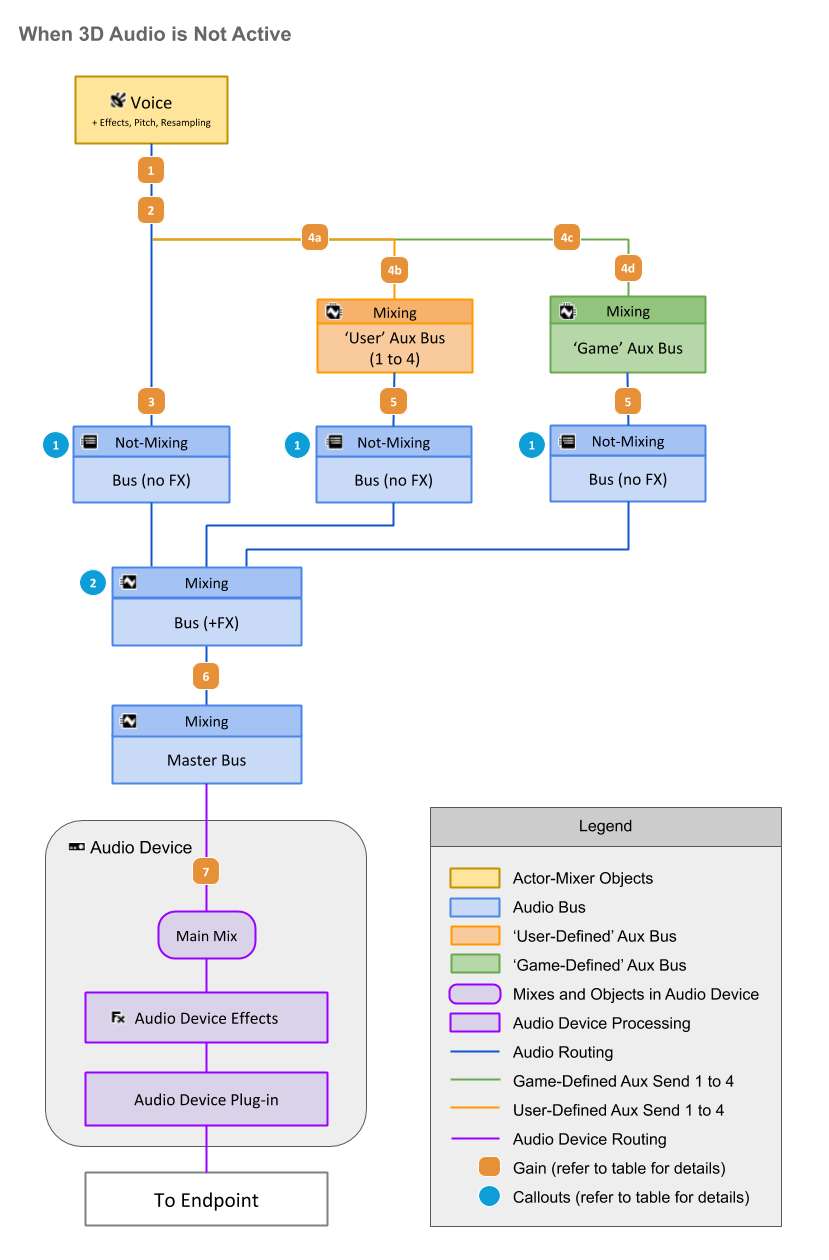 When 3D Audio is Not Active
Voice
+ Effects, Pitch, Resampling
1
2
4a
4c
4b
4d
Mixing
‘User’ Aux Bus
(1 to 4)
Mixing
‘Game’ Aux Bus
3
5
5
1
Not-Mixing
Bus (no FX)
1
Not-Mixing
Bus (no FX)
1
Not-Mixing
Bus (no FX)
2
Mixing
Bus (+FX)
6
Mixing
Master Bus
Audio Device
7
Main Mix
Fx Audio Device Effects
Audio Device Plug-in
To Endpoint
Legend
Actor-Mixer Objects
Audio Bus
‘User-Defined’ Aux Bus
‘Game-Defined’ Aux Bus
Mixes and Objects in Audio Device
Audio Device Processing
Audio Routing
Game-Defined Aux Send 1 to 4
User-Defined Aux Send 1 to 4
Audio Device Routing
Gain (refer to table for details)
Callouts (refer to table for details)